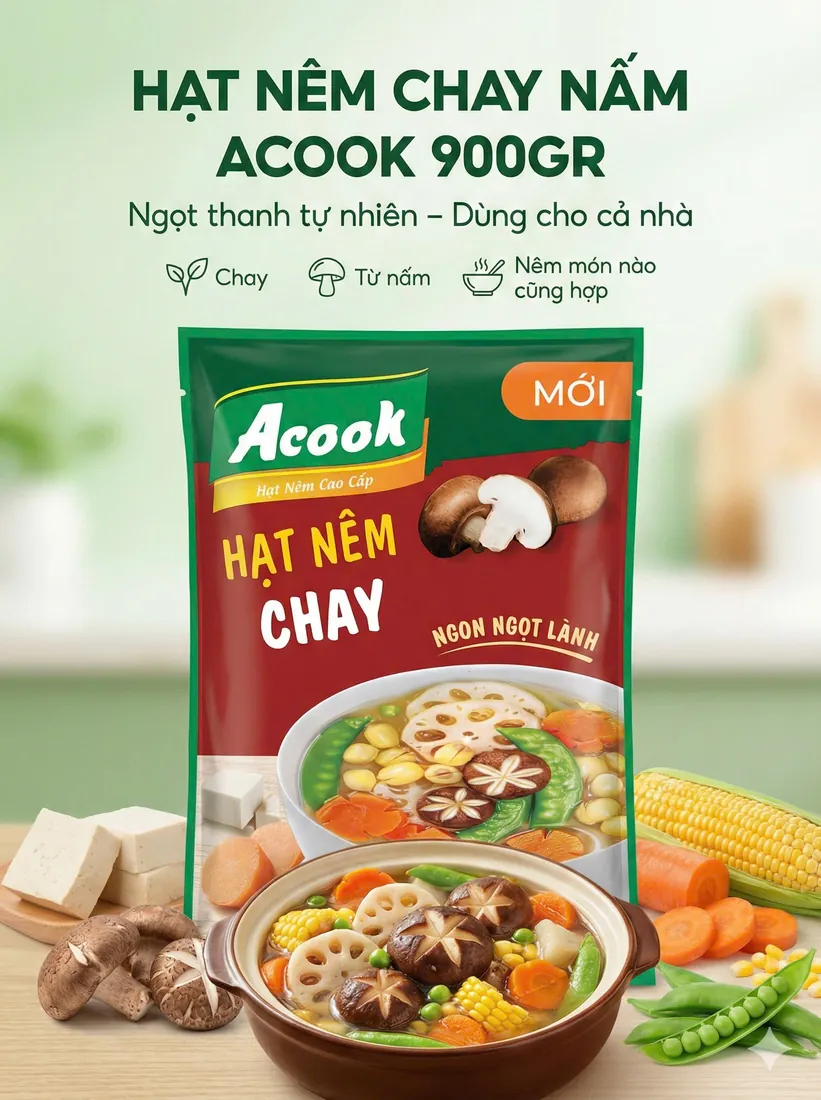 HẠT NÊM CHAY NẤM
ACOOK 900GR
Ngọt thanh tự nhiên – Dùng cho cả nhà
Chay
Từ nấm
Nêm món nào
cũng hợp
MỚI
Acook
Hạt Nêm Cao Cấp
HẠT NÊM
CHAY
NGON NGỌT LÀNH